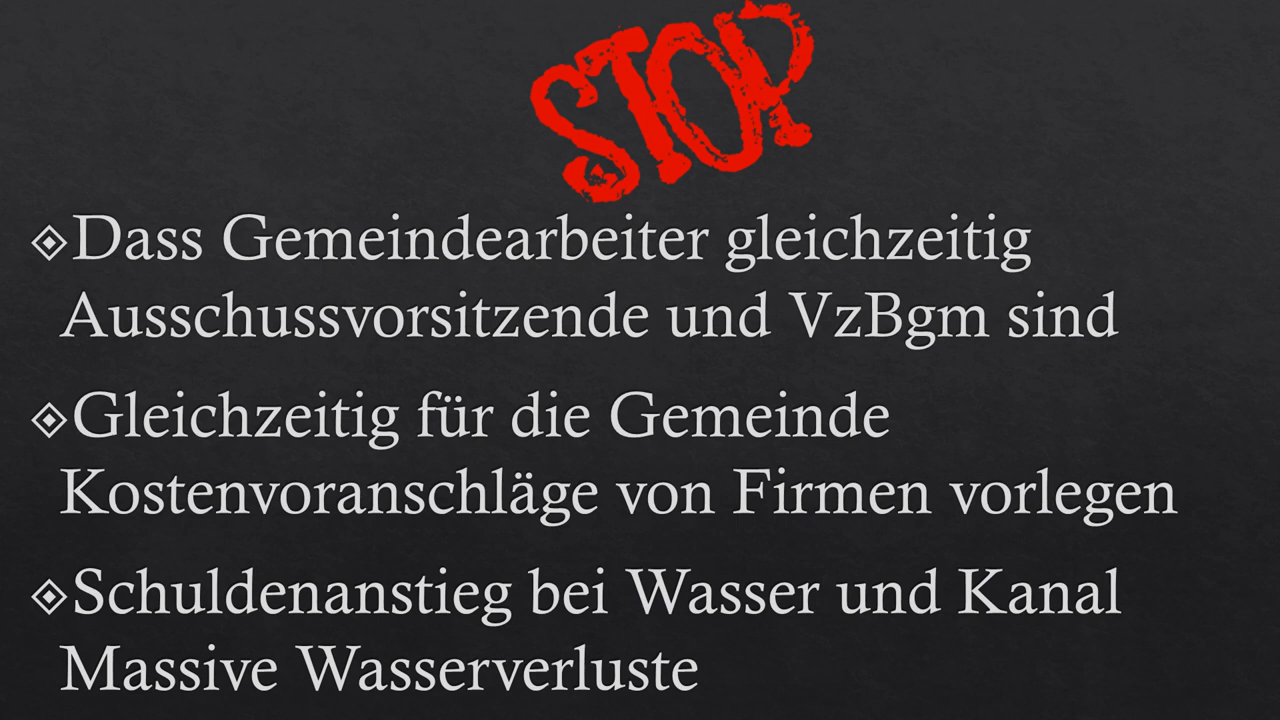 STOP
Dass Gemeindearbeiter gleichzeitig
Ausschussvorsitzende und VzBgm sind
Gleichzeitig für die Gemeinde
Kostenvoranschläge von Firmen vorlegen
Schuldenanstieg bei Wasser und Kanal
Massive Wasserverluste